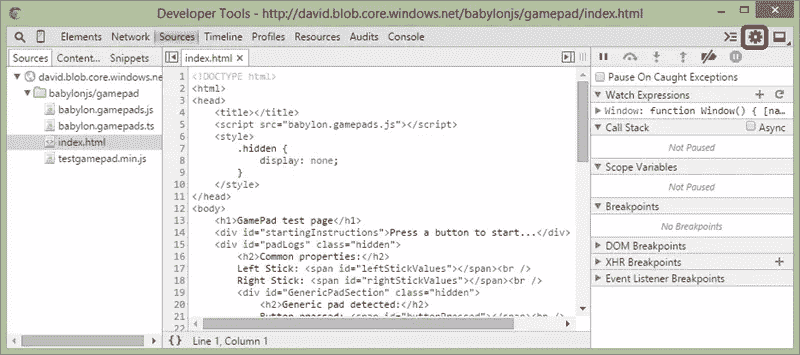 Developer Tools - http://david.blob.core.windows.net/babylonjs/gamepad/index.html
Elements Network Sources Timeline Profiles Resources Audits Console
Sources Content... Snippets
david.blob.core.windows.ne
babylonjs/gamepad
babylon.gamepads.js
babylon.gamepads.ts
index.html
testgamepad.min.js
index.html ×
1 <!DOCTYPE html>
2 <html>
3 <head>
4 <title></title>
5 <script src="babylon.gamepads.js"></script>
6 <style>
7 .hidden {
8 display: none;
9 }
10 </style>
11 </head>
12 <body>
13 <h1>GamePad test page</h1>
14 <div id="startingInstructions">Press a button to start...</div>
15 <div id="padLogs" class="hidden">
16 <h2>Common properties:</h2>
17 Left Stick: <span id="leftStickValues"></span><br />
18 Right Stick: <span id="rightStickValues"></span><br />
19 <div id="GenericPadSection" class="hidden">
20 <h2>Generic pad detected:</h2>
21 Button pressed: <span id="buttonPressed"></span><br />
22
{} Line 1, Column 1
Pause On Caught Exceptions
Watch Expressions
Window: function Window() { [na...
Call Stack Async
Not Paused
Scope Variables
Not Paused
Breakpoints
No Breakpoints
DOM Breakpoints
XHR Breakpoints
Event Listener Breakpoints